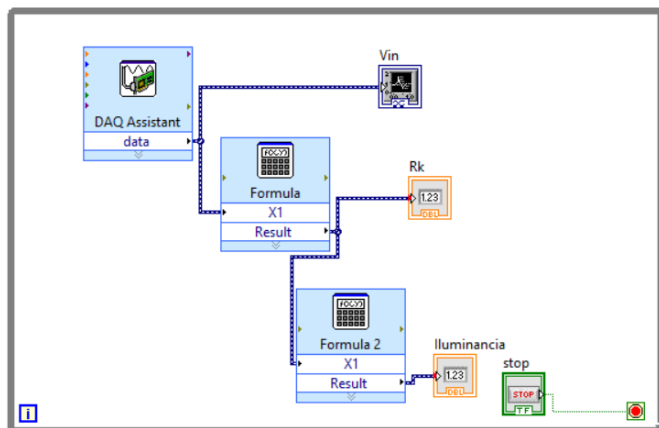 Vin
DAQ Assistant
data
Rk
1.23
DBL
Formula
X1
Result
Formula 2
X1
Result
Iluminancia
1.23
DBL
stop
STOP
TF
i